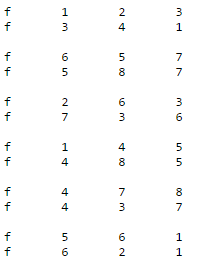 f 1 2 3
f 3 4 1
f 6 5 7
f 5 8 7
f 2 6 3
f 7 3 6
f 1 4 5
f 4 8 5
f 4 7 8
f 4 3 7
f 5 6 1
f 6 2 1